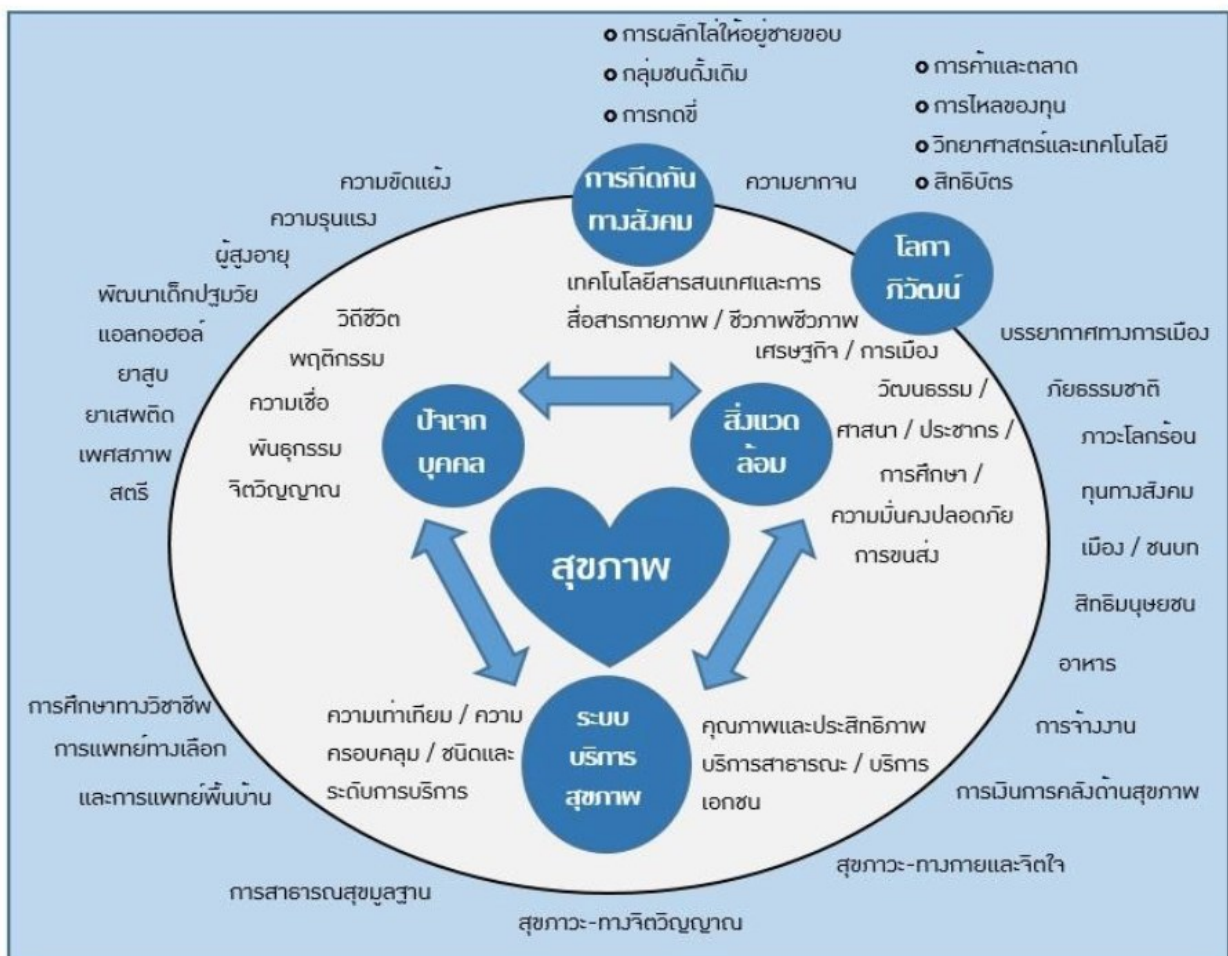 การผลักไสให้อยู่ชายขอบ
กลุ่มชนดั้งเดิม
การกดขี่
การค้าและตลาด
การไหลของทุน
วิทยาศาสตร์และเทคโนโลยี
สิทธิบัตร
การกีดกัน
ทางสังคม
ความยากจน
โลกา
ภิวัฒน์
ความขัดแย้ง
ความรุนแรง
ผู้สูงอายุ
พัฒนาเด็กปฐมวัย
แอลกอฮอล์
ยาสูบ
ยาเสพติด
เพศสภาพ
สตรี
วิถีชีวิต
พฤติกรรม
ความเชื่อ
พันธุกรรม
จิตวิญญาณ
ปัจเจก
บุคคล
เทคโนโลยีสารสนเทศและการ
สื่อสารกายภาพ / ชีวภาพชีวภาพ
เศรษฐกิจ / การเมือง
วัฒนธรรม /
ศาสนา / ประชากร /
การศึกษา /
ความมั่นคงปลอดภัย
การขนส่ง
สิ่งแวด
ล้อม
บรรยากาศทางการเมือง
ภัยธรรมชาติ
ภาวะโลกร้อน
ทุนทางสังคม
เมือง / ชนบท
สิทธิมนุษยชน
อาหาร
การจ้างงาน
การเงินการคลังด้านสุขภาพ
สุขภาพ
ความเท่าเทียม / ความ
ครอบคลุม / ชนิดและ
ระดับการบริการ
ระบบ
บริการ
สุขภาพ
คุณภาพและประสิทธิภาพ
บริการสาธารณะ / บริการ
เอกชน
การศึกษาทางวิชาชีพ
การแพทย์ทางเลือก
และการแพทย์พื้นบ้าน
การสาธารณสุขมูลฐาน
สุขภาวะ-ทางจิตวิญญาณ
สุขภาวะ-ทางกายและจิตใจ